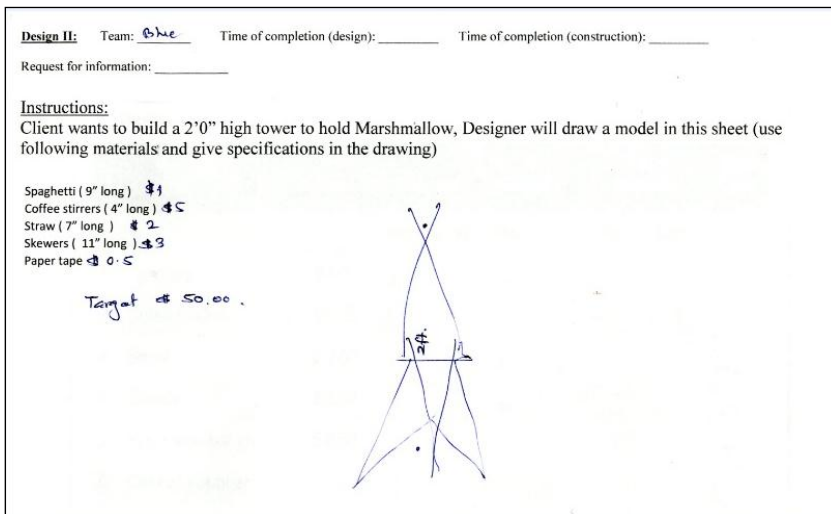 Design II: Team: Blue Time of completion (design): ________ Time of completion (construction): ________
Request for information: ________
Instructions:
Client wants to build a 2'0" high tower to hold Marshmallow, Designer will draw a model in this sheet (use
following materials and give specifications in the drawing)
Spaghetti ( 9" long ) $1
Coffee stirrers ( 4" long ) $5
Straw ( 7" long ) $ 2
Skewers ( 11" long ) $3
Paper tape $ 0.5
Target $ 50.00.
2ft.